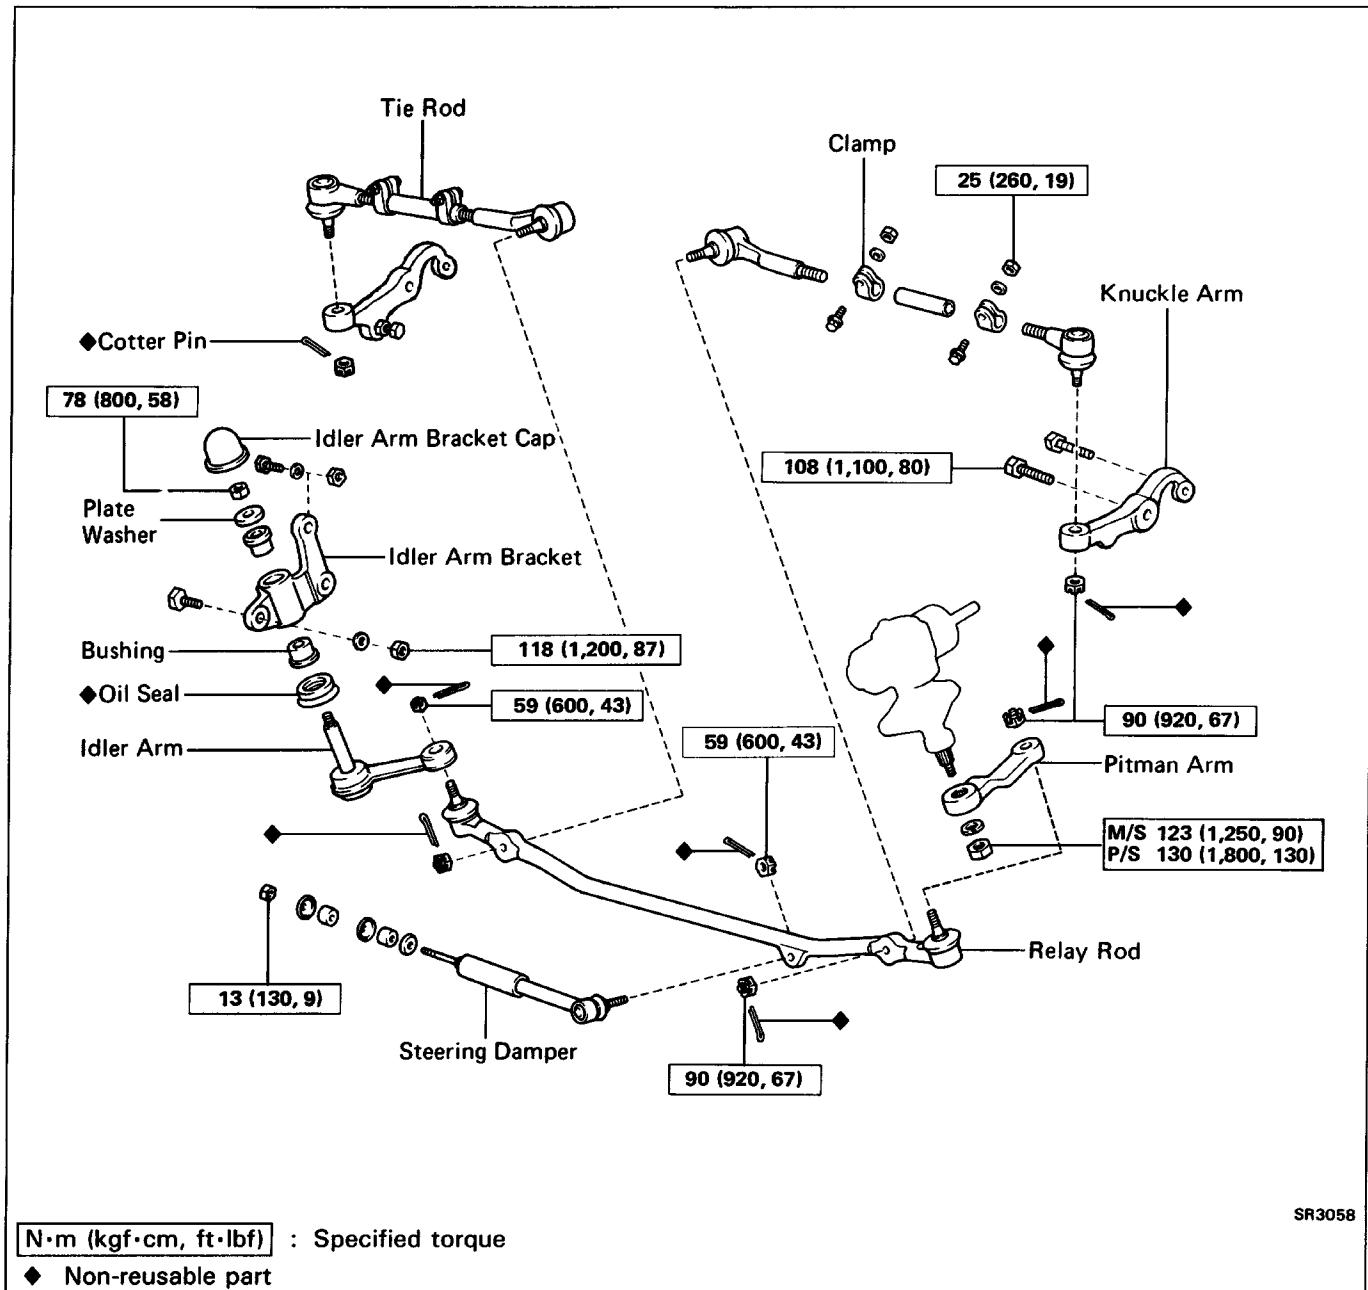 Tie Rod
Clamp
25 (260, 19)
Knuckle Arm
◆Cotter Pin
78 (800, 58)
Idler Arm Bracket Cap
108 (1,100, 80)
Plate
Washer
Idler Arm Bracket
Bushing
118 (1,200, 87)
◆Oil Seal
59 (600, 43)
90 (920, 67)
59 (600, 43)
Idler Arm
Pitman Arm
M/S 123 (1,250, 90)
P/S 130 (1,800, 130)
Relay Rod
13 (130, 9)
Steering Damper
90 (920, 67)
SR3058
N·m (kgf·cm, ft·lbf) : Specified torque
◆ Non-reusable part